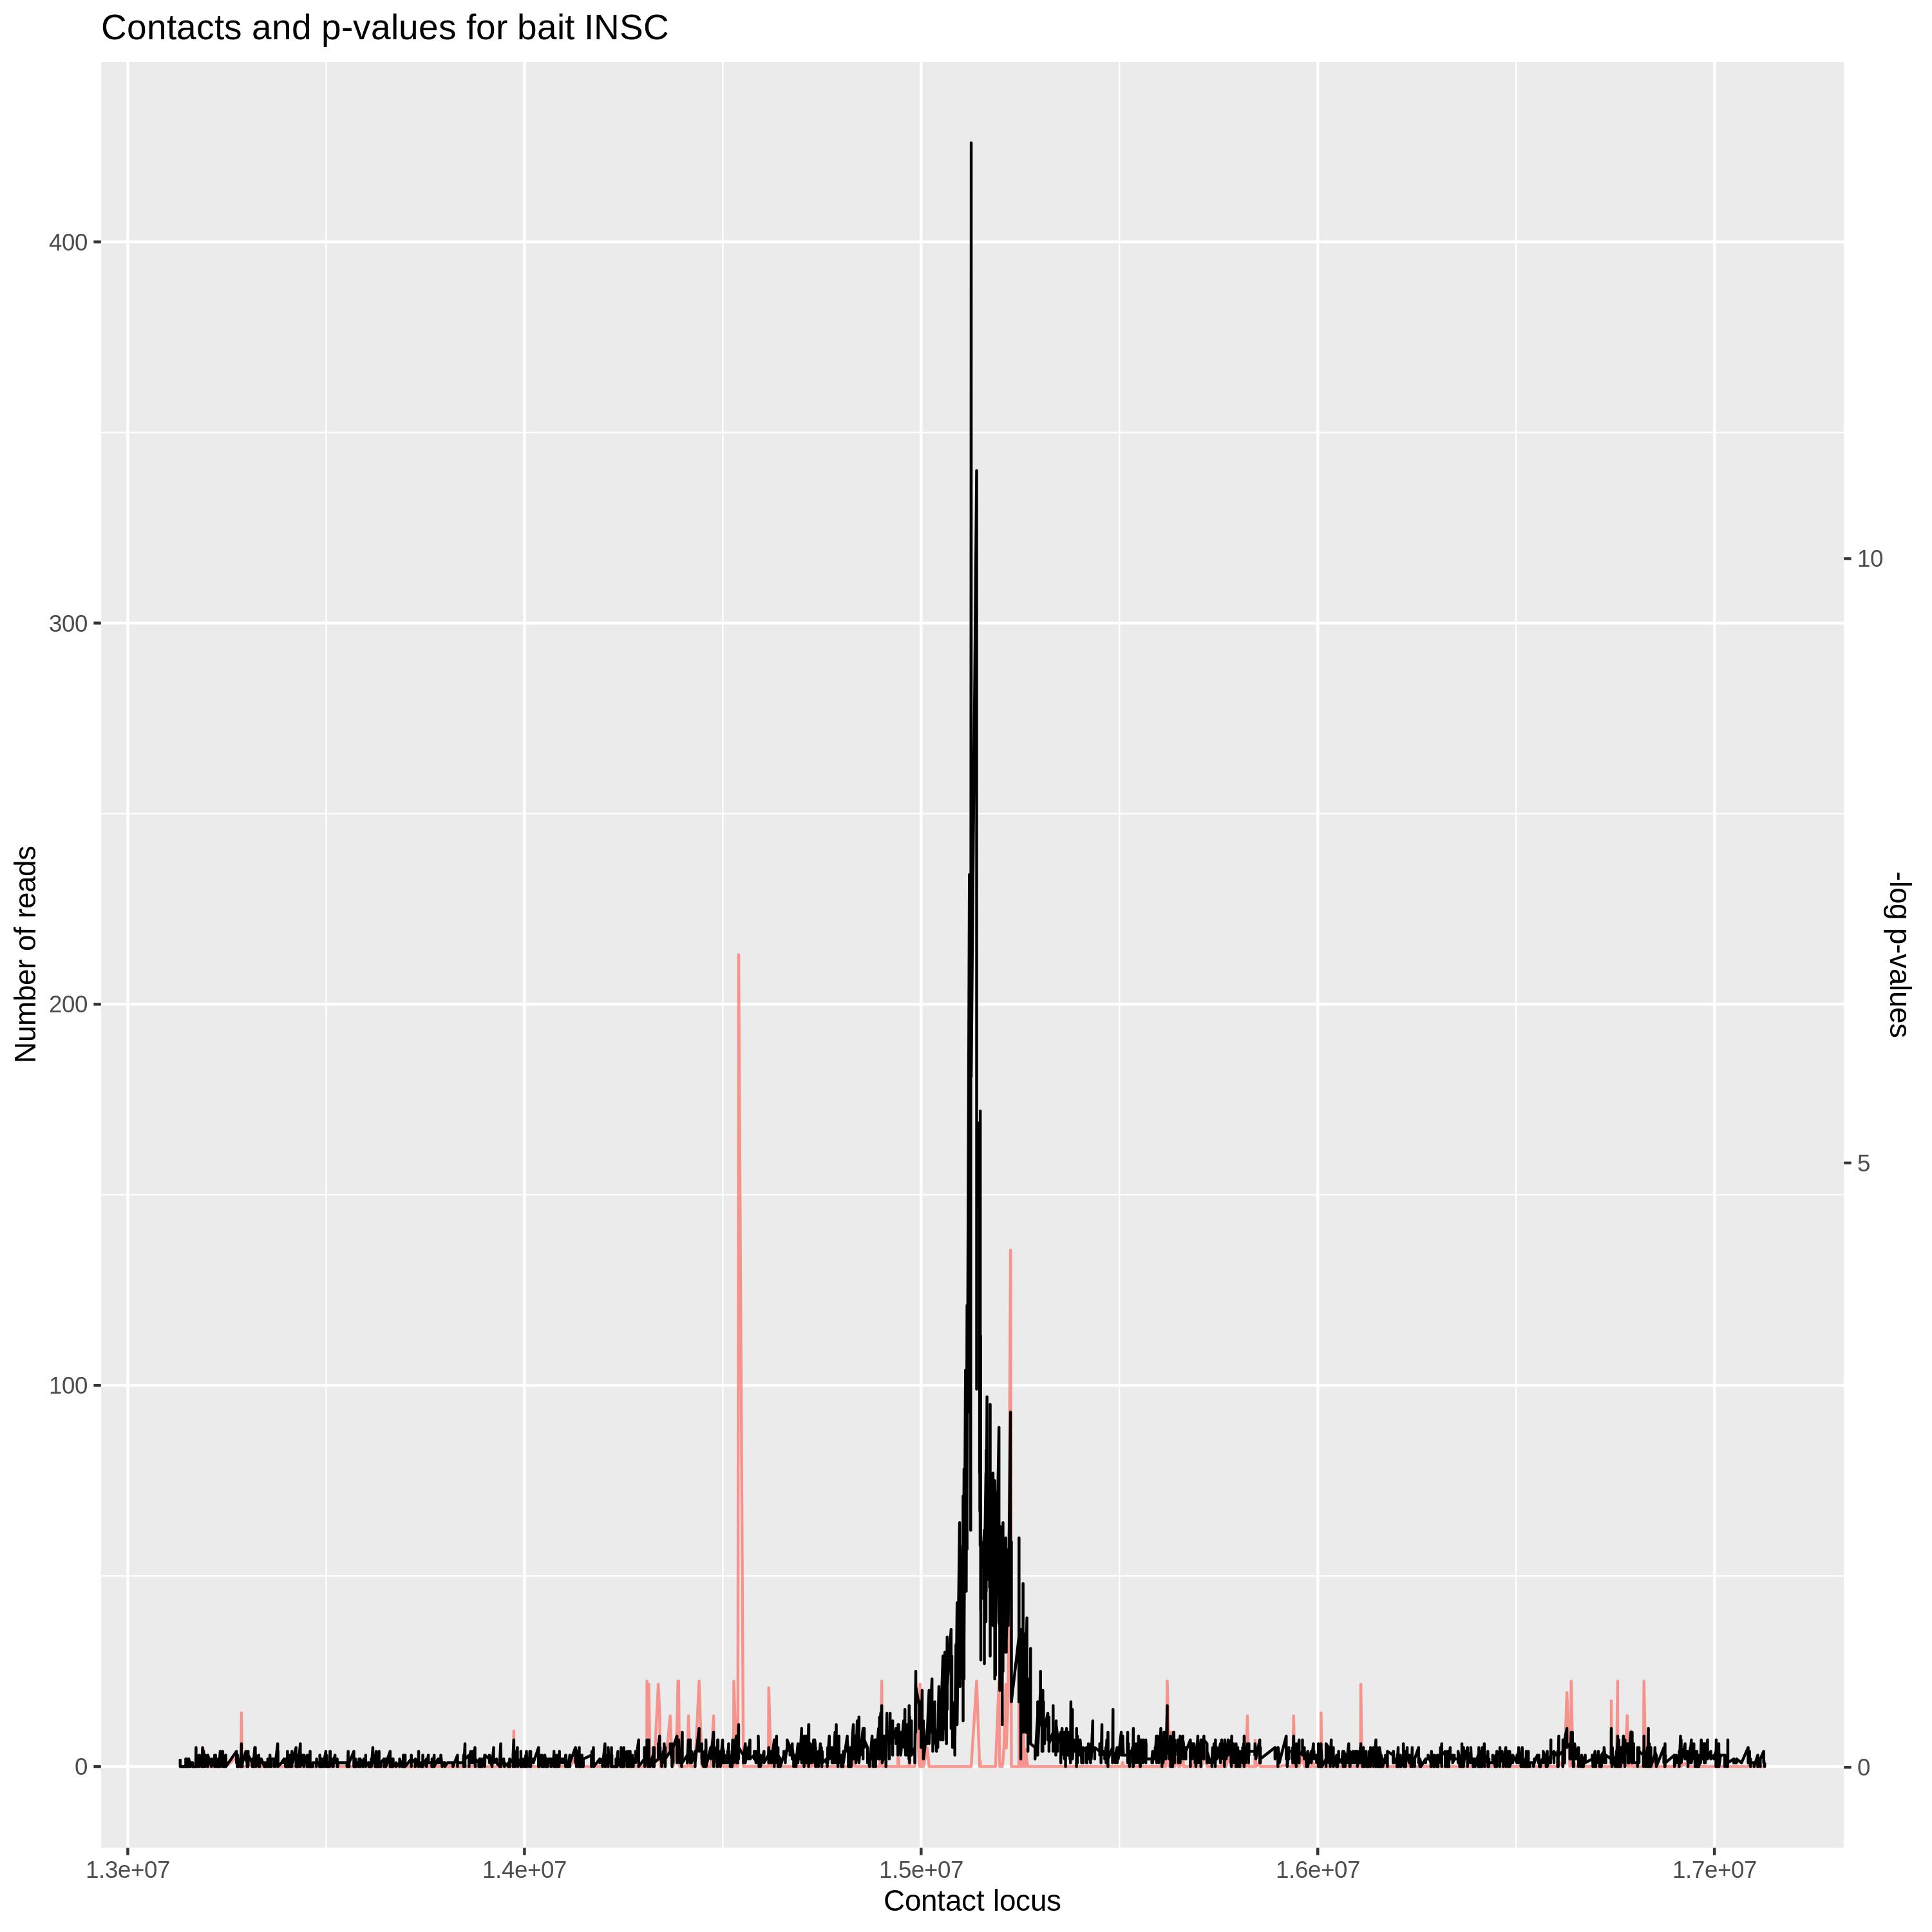 Contacts and p-values for bait INSC
400
300
200
100
0
Number of reads
10
5
0
-log p-values
1.3e+07
1.4e+07
1.5e+07
1.6e+07
1.7e+07
Contact locus